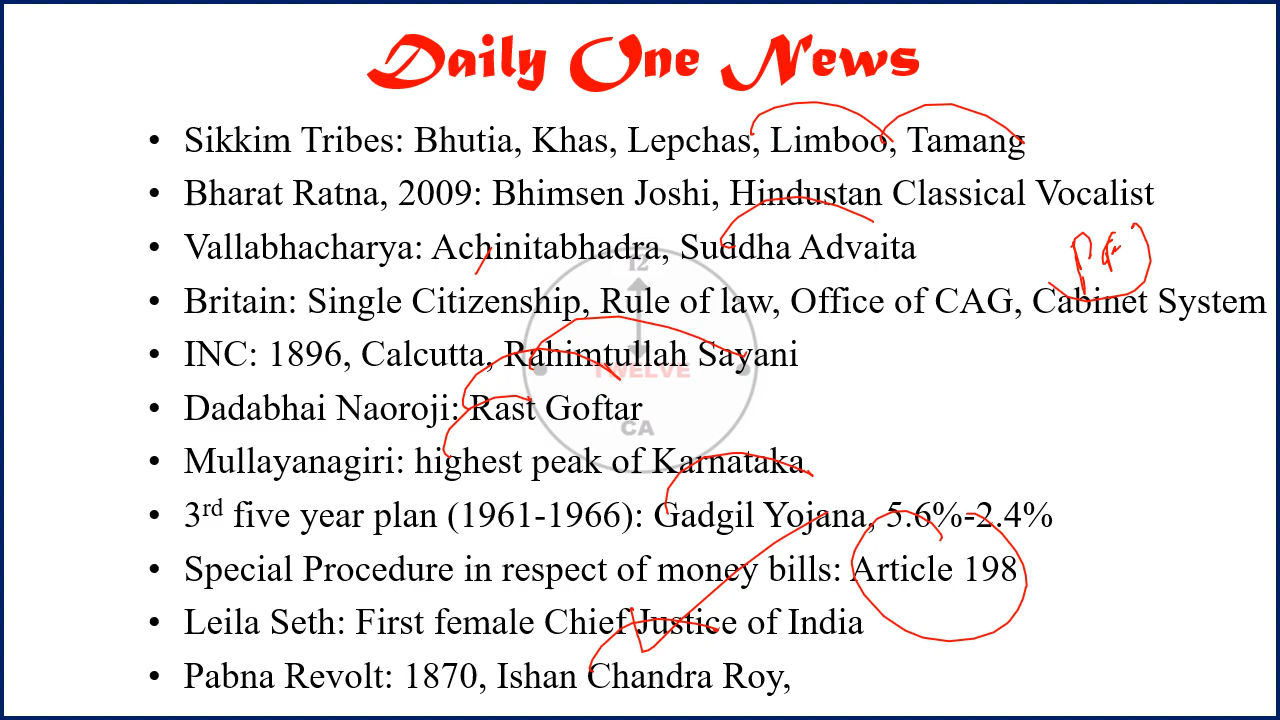 Daily One News
• Sikkim Tribes: Bhutia, Khas, Lepchas, Limboo, Tamang
• Bharat Ratna, 2009: Bhimsen Joshi, Hindustan Classical Vocalist
• Vallabhacharya: Achinitabhadra, Suddha Advaita
12
• Britain: Single Citizenship, Rule of law, Office of CAG, Cabinet System
• INC: 1896, Calcutta, Rahimtullah Sayani
TWELVE
• Dadabhai Naoroji: Rast Goftar
CA
• Mullayanagiri: highest peak of Karnataka
• 3rd five year plan (1961-1966): Gadgil Yojana, 5.6%-2.4%
• Special Procedure in respect of money bills: Article 198
• Leila Seth: First female Chief Justice of India
• Pabna Revolt: 1870, Ishan Chandra Roy,